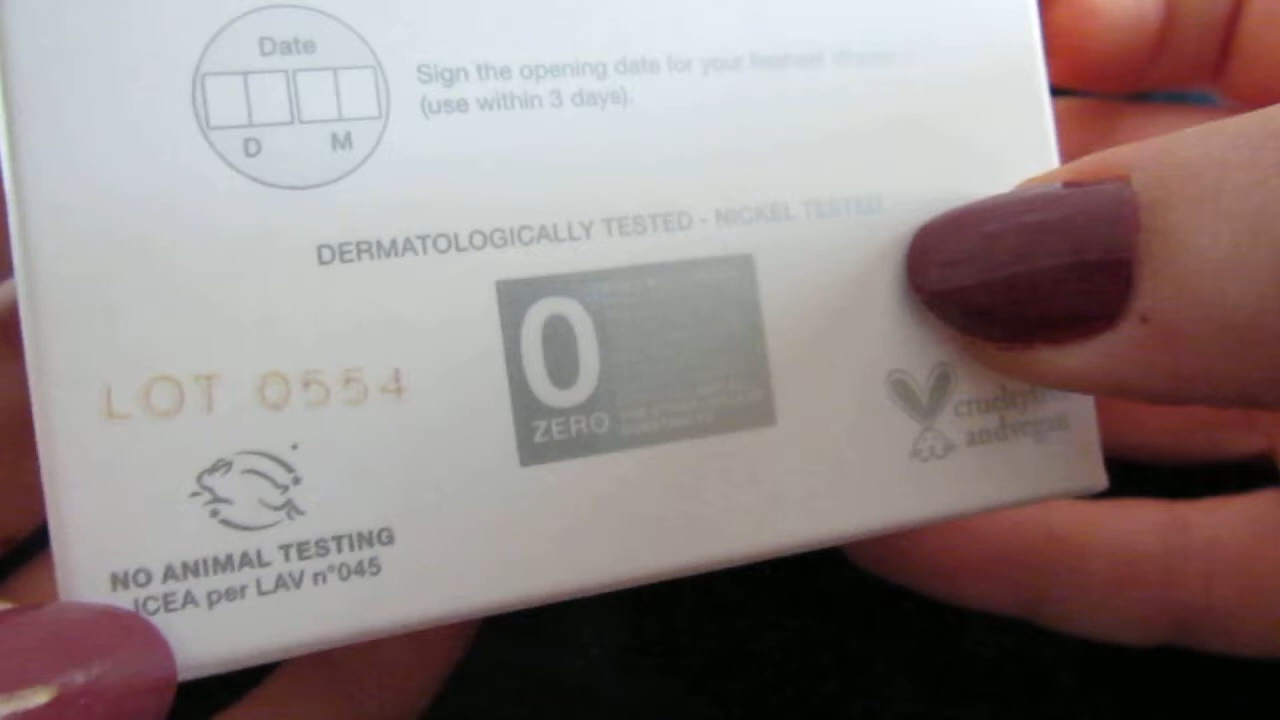 Date
D M
Sign the opening date for your
(use within 3 days).
DERMATOLOGICALLY TESTED - NICKEL TESTED
0
ZERO
LOT 0554
NO ANIMAL TESTING
ICEA per LAV n°045
andvegan